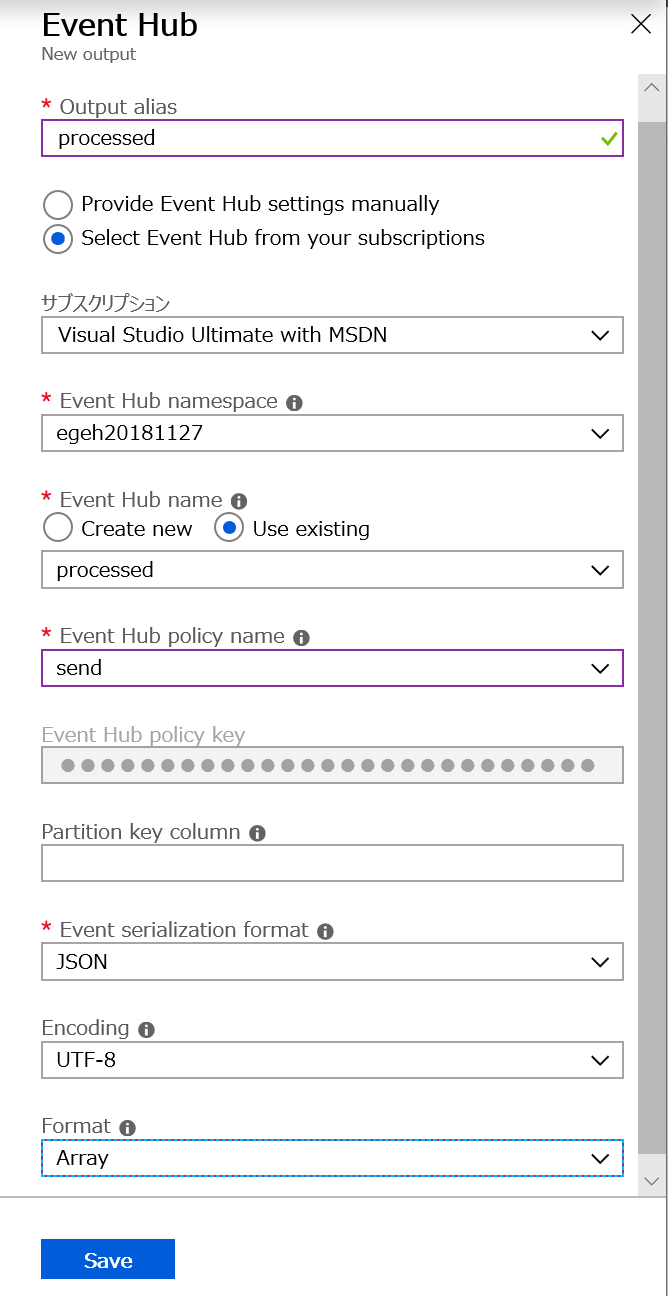 Event Hub
New output
* Output alias
processed
Provide Event Hub settings manually
Select Event Hub from your subscriptions
サブスクリプション
Visual Studio Ultimate with MSDN
* Event Hub namespace
egeh20181127
* Event Hub name
Create new Use existing
processed
* Event Hub policy name
send
Event Hub policy key
Partition key column
* Event serialization format
JSON
Encoding
UTF-8
Format
Array
Save